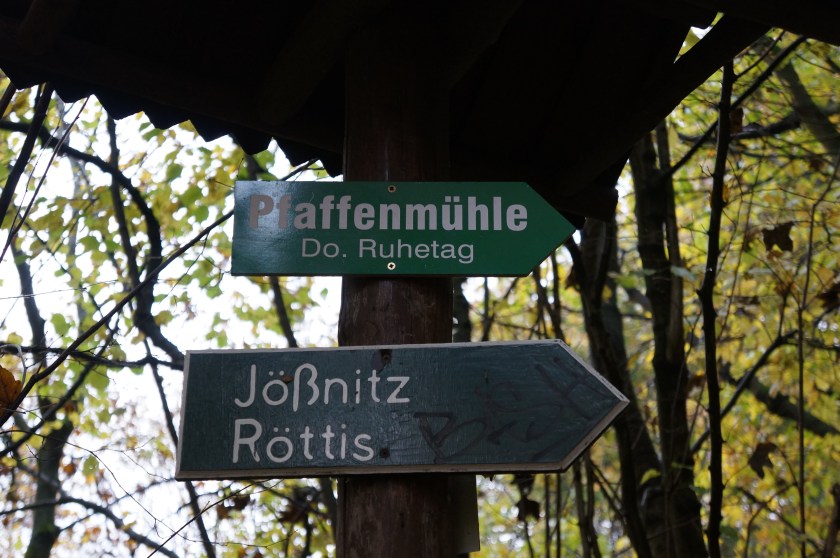 Pfaffenmühle
Do. Ruhetag
Jößnitz
Röttis